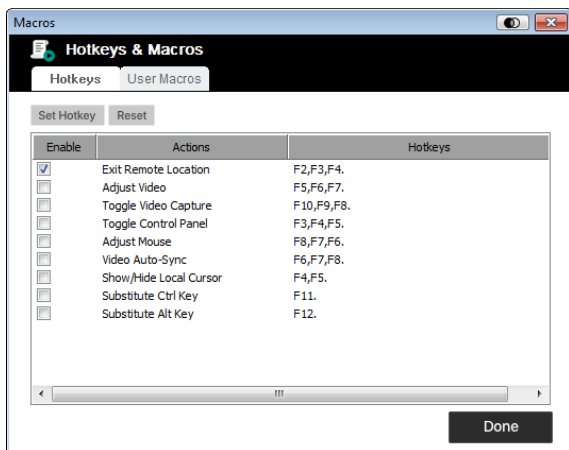 Macros
Hotkeys & Macros
Hotkeys User Macros
Set Hotkey Reset
Enable Actions Hotkeys
Exit Remote Location F2,F3,F4.
Adjust Video F5,F6,F7.
Toggle Video Capture F10,F9,F8.
Toggle Control Panel F3,F4,F5.
Adjust Mouse F8,F7,F6.
Video Auto-Sync F6,F7,F8.
Show/Hide Local Cursor F4,F5.
Substitute Ctrl Key F11.
Substitute Alt Key F12.
Done